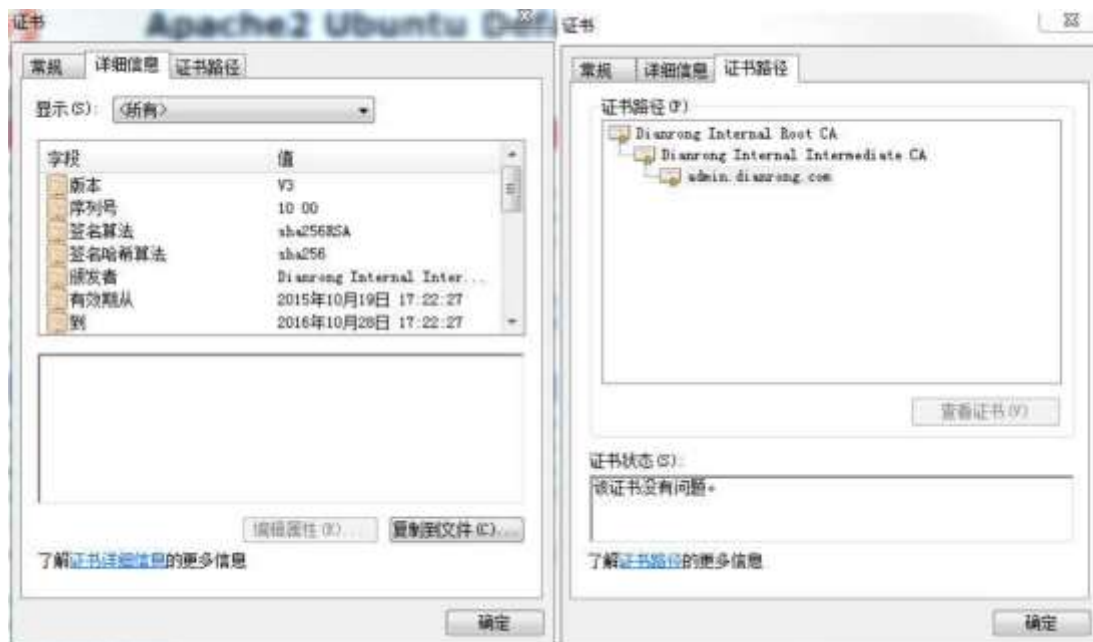 证书
Apache2 Ubuntu Defa
常规 详细信息 证书路径
显示(S): <所有>
字段 值
版本 V3
序列号 10 00
签名算法 sha256RSA
签名哈希算法 sha256
颁发者 Dianrong Internal Inter...
有效期从 2015年10月19日 17:22:27
到 2016年10月28日 17:22:27
编辑属性(E)... 复制到文件(C)...
了解证书详细信息的更多信息
确定
证书
常规 详细信息 证书路径
证书路径(P)
Dianrong Internal Root CA
Dianrong Internal Intermediate CA
admin.dianrong.com
查看证书(V)
证书状态(S):
该证书没有问题。
了解证书路径的更多信息
确定